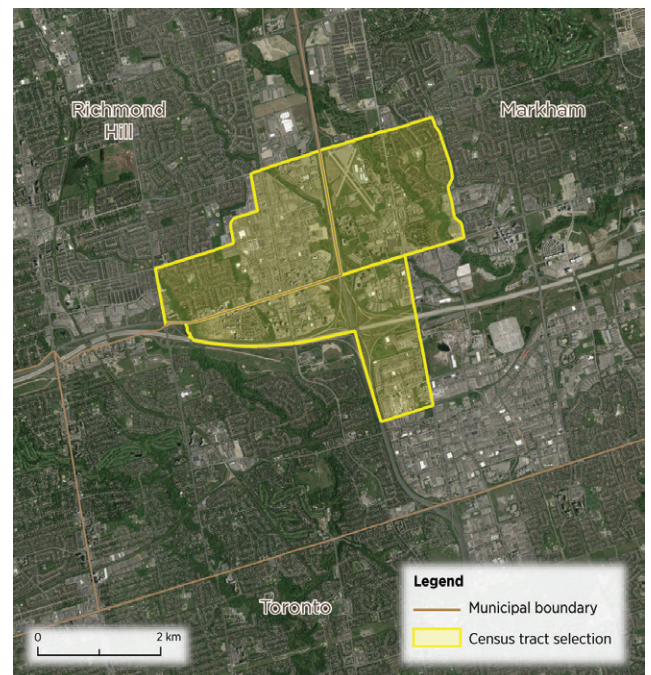 Richmond
Hill
Markham
Toronto
Legend
Municipal boundary
Census tract selection
0 2 km